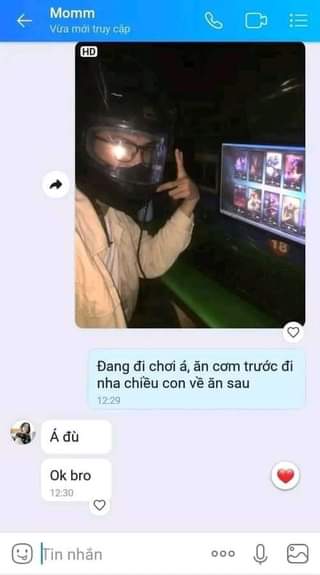 Momm
Vừa mới truy cập
HD
18
Đang đi chơi á, ăn cơm trước đi
nha chiều con về ăn sau
12:29
Á đù
Ok bro
12:30
Tin nhắn